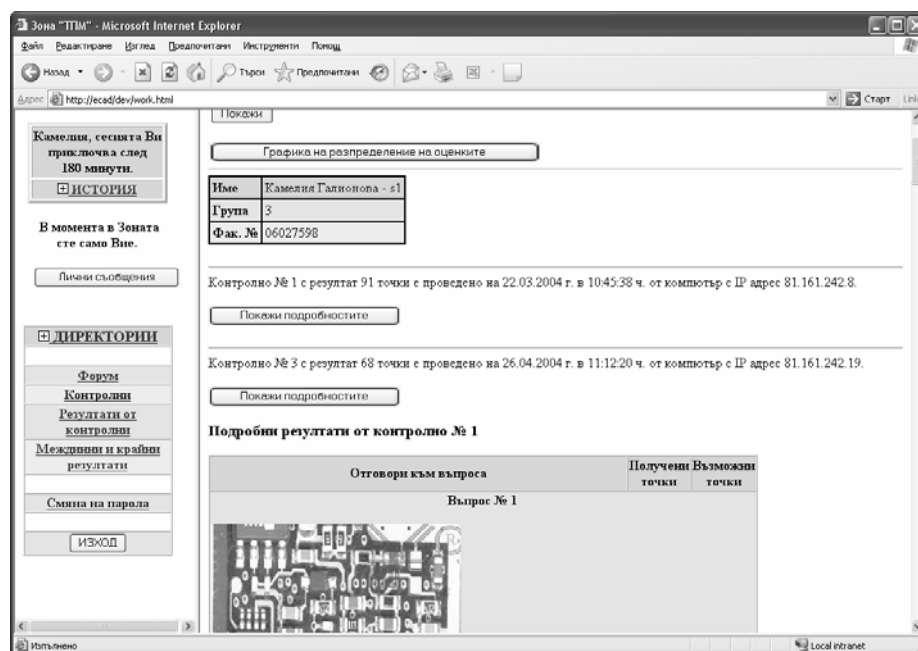 Зона "ТПМ" - Microsoft Internet Explorer
Файл Редактиране Изглед Предпочитани Инструменти Помощ
Назад Търси Предпочитани
Адрес http://ecad/dev/work.html Старт Link
Камелия, сесията Ви
приключва след
180 минути.
ИСТОРИЯ
В момента в Зоната
сте само Вие.
Лични съобщения
ДИРЕКТОРИИ
Форум
Контролни
Резултати от
контролни
Междинни и крайни
резултати
Смяна на парола
ИЗХОД
Покажи
Графика на разпределение на оценките
Име Камелия Галионова - s1
Група 3
Фак. № 06027598
Контролно № 1 с резултат 91 точки е проведено на 22.03.2004 г. в 10:45:38 ч. от компютър с IP адрес 81.161.242.8.
Покажи подробностите
Контролно № 3 с резултат 68 точки е проведено на 26.04.2004 г. в 11:12:20 ч. от компютър с IP адрес 81.161.242.19.
Покажи подробностите
Подробни резултати от контролно № 1
Отговори към въпроса Получени точки Възможни точки
Въпрос № 1
Изпълнено Local intranet